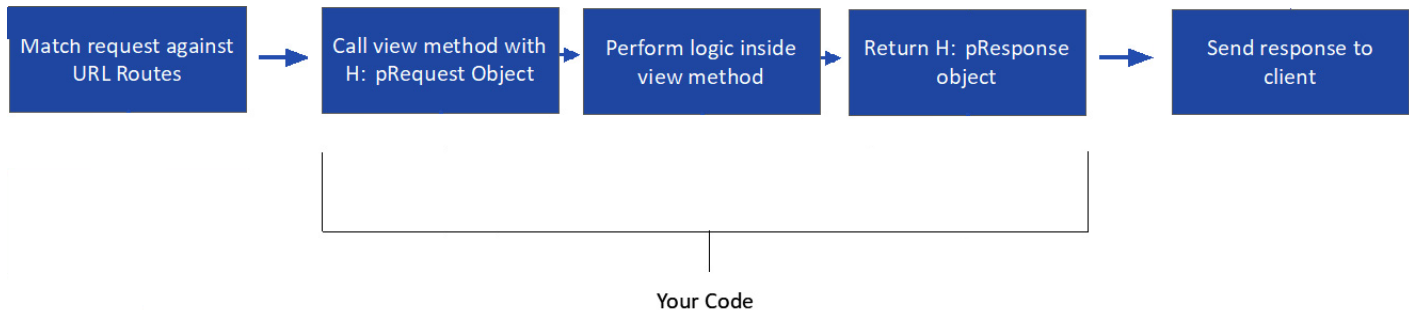 Match request against
URL Routes
Call view method with
H: pRequest Object
Perform logic inside
view method
Return H: pResponse
object
Send response to
client
Your Code